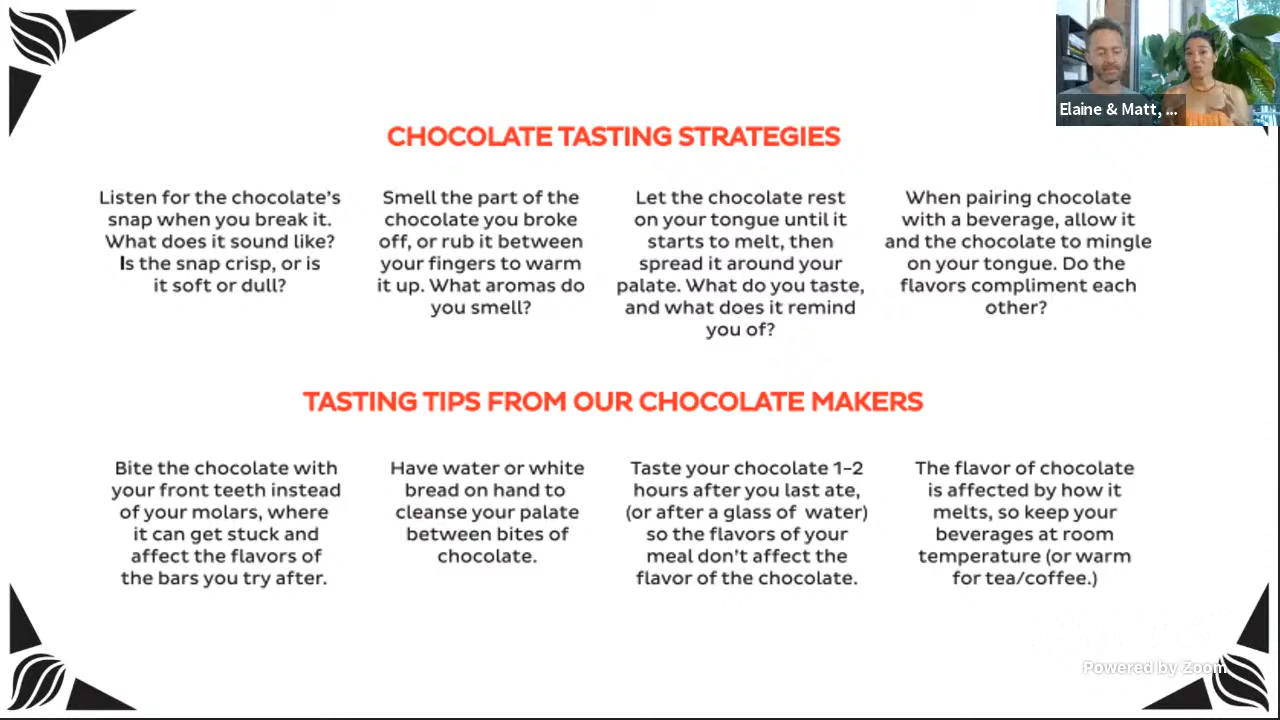 Elaine & Matt, ...
CHOCOLATE TASTING STRATEGIES
Listen for the chocolate's
snap when you break it.
What does it sound like?
Is the snap crisp, or is
it soft or dull?
Smell the part of the
chocolate you broke
off, or rub it between
your fingers to warm
it up. What aromas do
you smell?
Let the chocolate rest
on your tongue until it
starts to melt, then
spread it around your
palate. What do you taste,
and what does it remind
you of?
When pairing chocolate
with a beverage, allow it
and the chocolate to mingle
on your tongue. Do the
flavors compliment each
other?
TASTING TIPS FROM OUR CHOCOLATE MAKERS
Bite the chocolate with
your front teeth instead
of your molars, where
it can get stuck and
affect the flavors of
the bars you try after.
Have water or white
bread on hand to
cleanse your palate
between bites of
chocolate.
Taste your chocolate 1-2
hours after you last ate,
(or after a glass of water)
so the flavors of your
meal don't affect the
flavor of the chocolate.
The flavor of chocolate
is affected by how it
melts, so keep your
beverages at room
temperature (or warm
for tea/coffee.)
Powered by Zoom